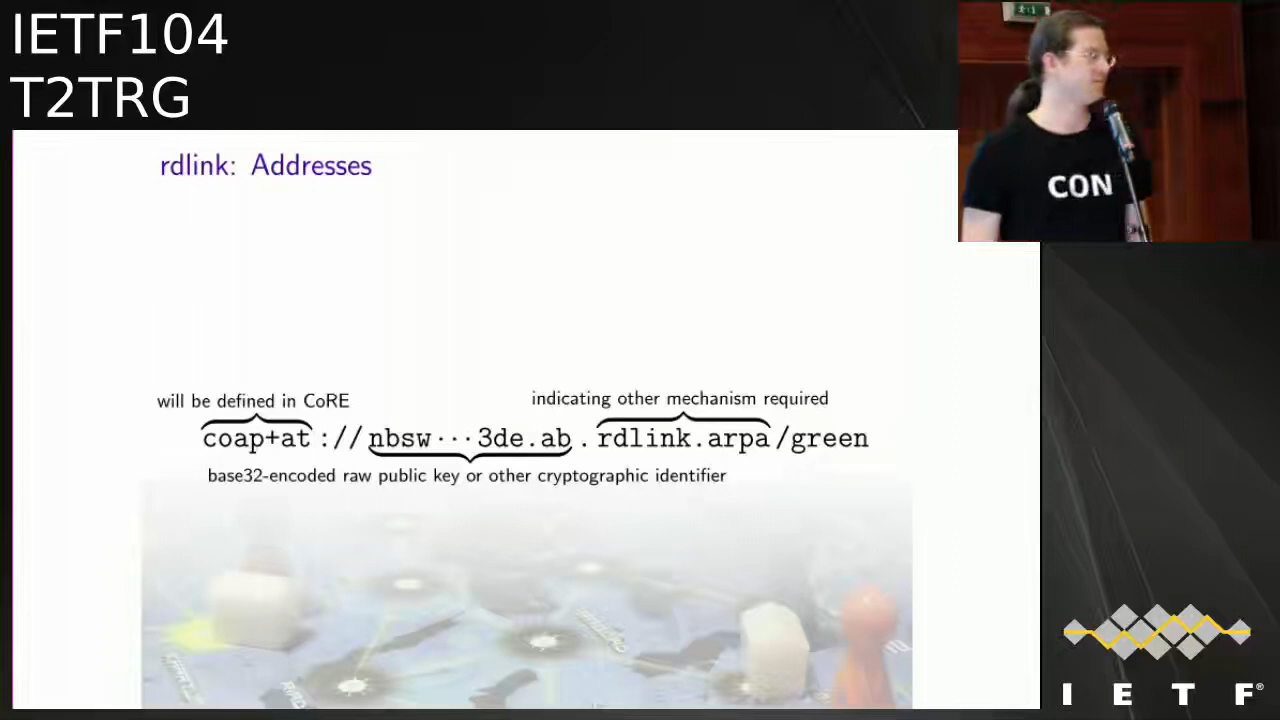 IETF104
T2TRG
CON
rdlink: Addresses
will be defined in CoRE
indicating other mechanism required
coap+at://nbsw···3de.ab.rdlink.arpa/green
base32-encoded raw public key or other cryptographic identifier
I E T F®